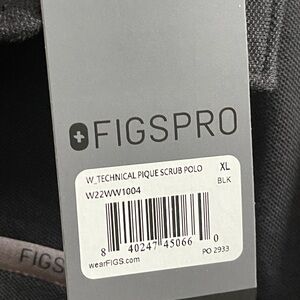 FIGSPRO
W_TECHNICAL PIQUE SCRUB POLO XL
W22WW1004 BLK
8 40247 45066 0
wearFIGS.com PO 2933
FIGS